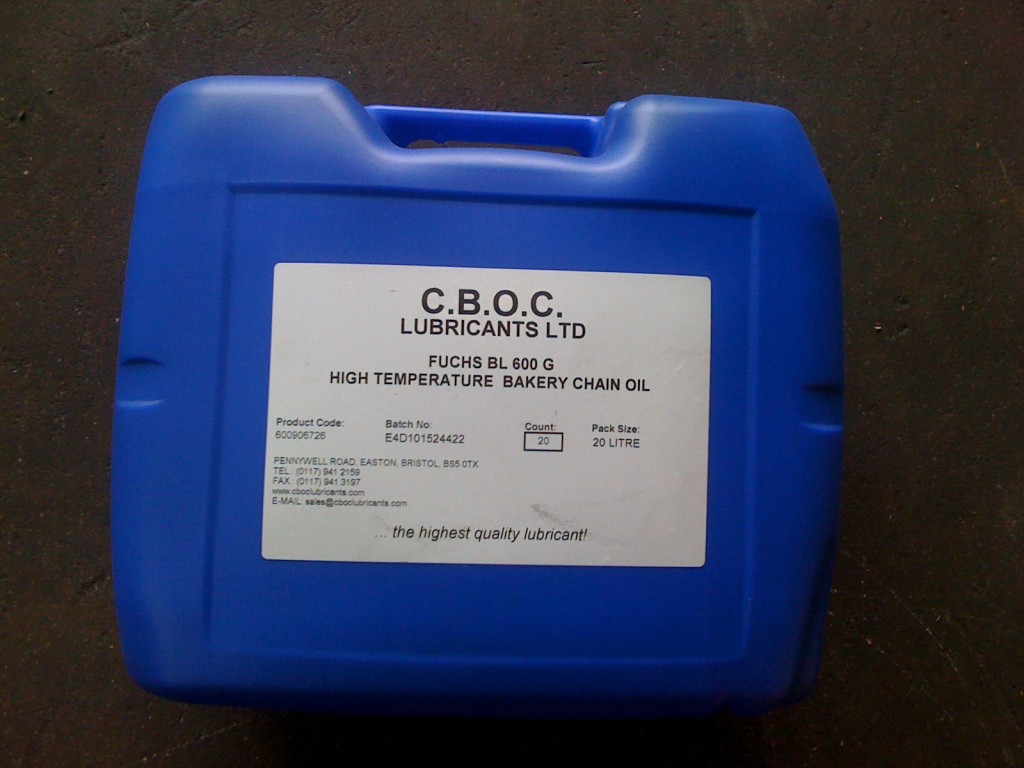 C.B.O.C.
LUBRICANTS LTD
FUCHS BL 600 G
HIGH TEMPERATURE BAKERY CHAIN OIL
Product Code: Batch No: Count: Pack Size:
600906726 E4D101524422 20 20 LITRE
PENNYWELL ROAD, EASTON, BRISTOL, BS5 0TX
TEL.: (0117) 941 2159
FAX.: (0117) 941 3197
www.cboclubricants.com
E-MAIL: sales@cboclubricants.com
... the highest quality lubricant!